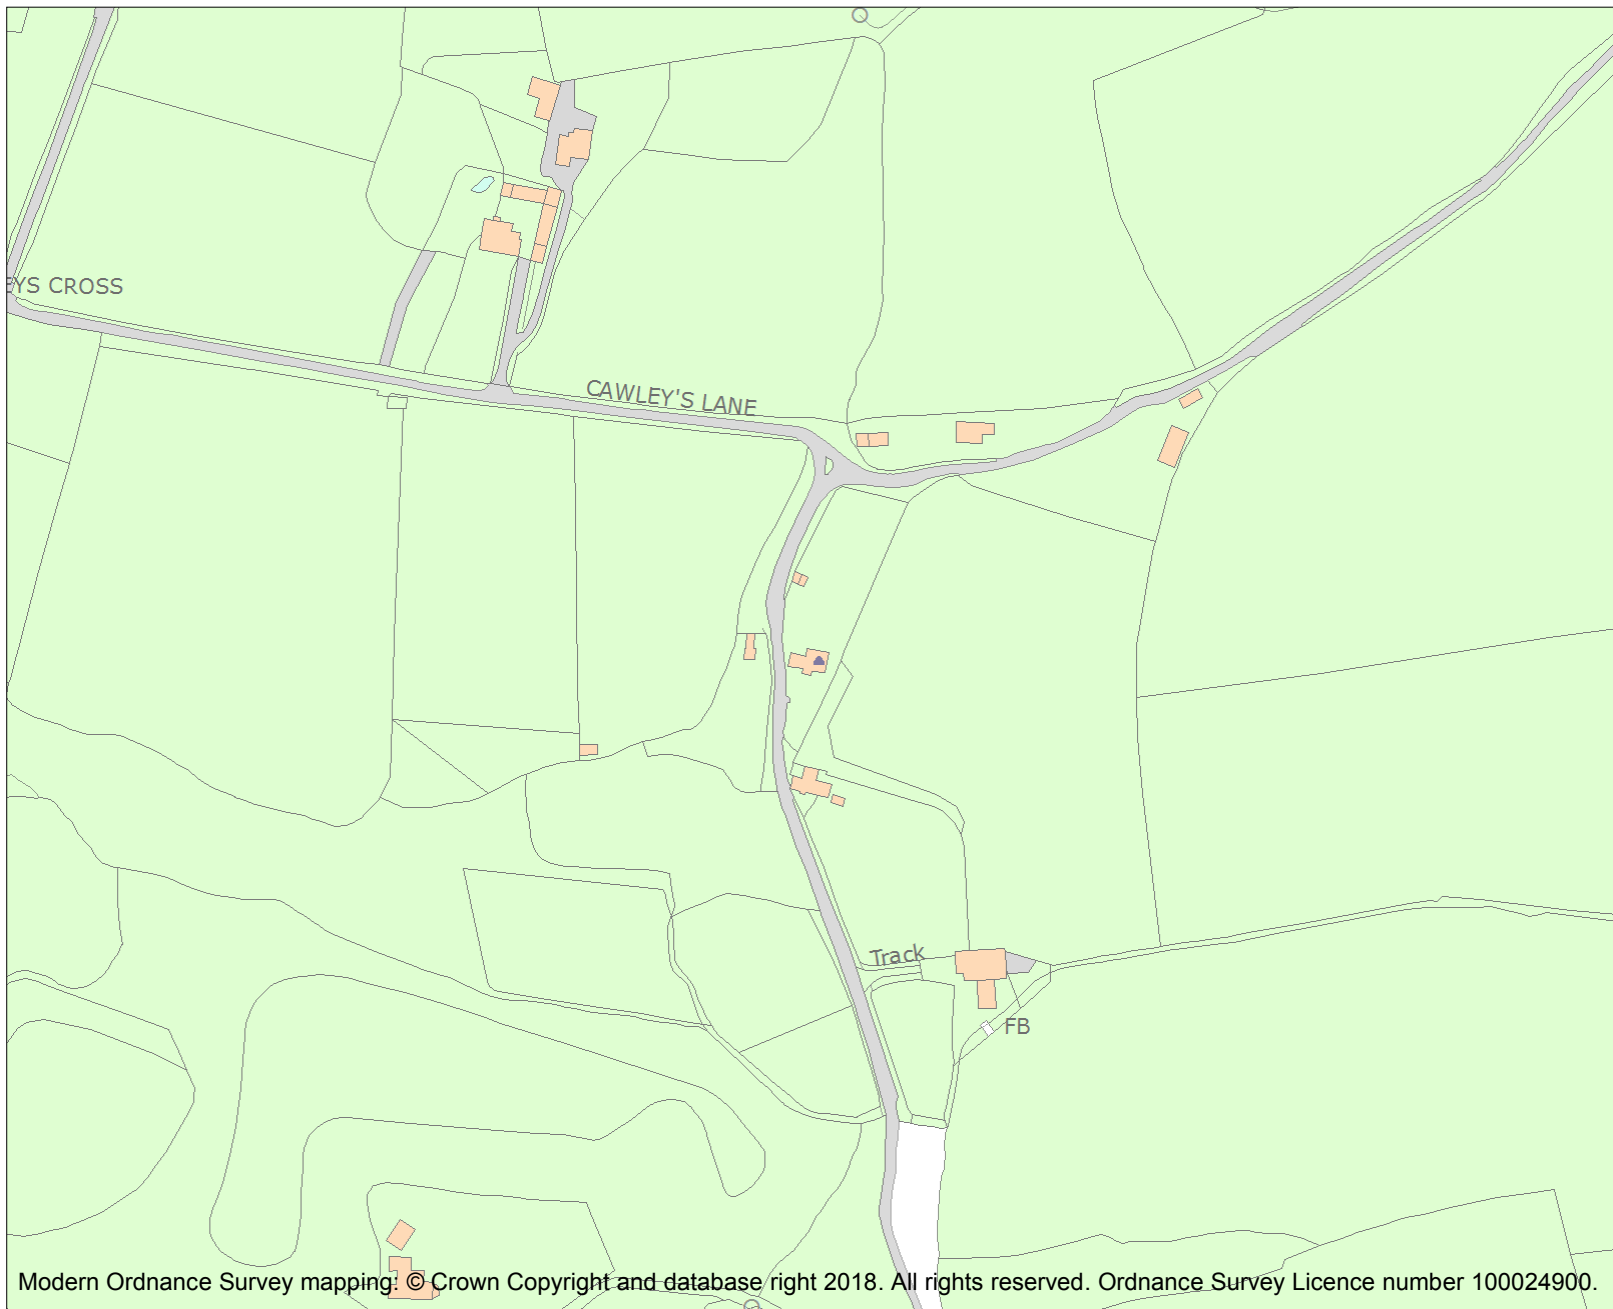 EYS CROSS
CAWLEY'S LANE
Track
FB
Modern Ordnance Survey mapping: © Crown Copyright and database right 2018. All rights reserved. Ordnance Survey Licence number 100024900.